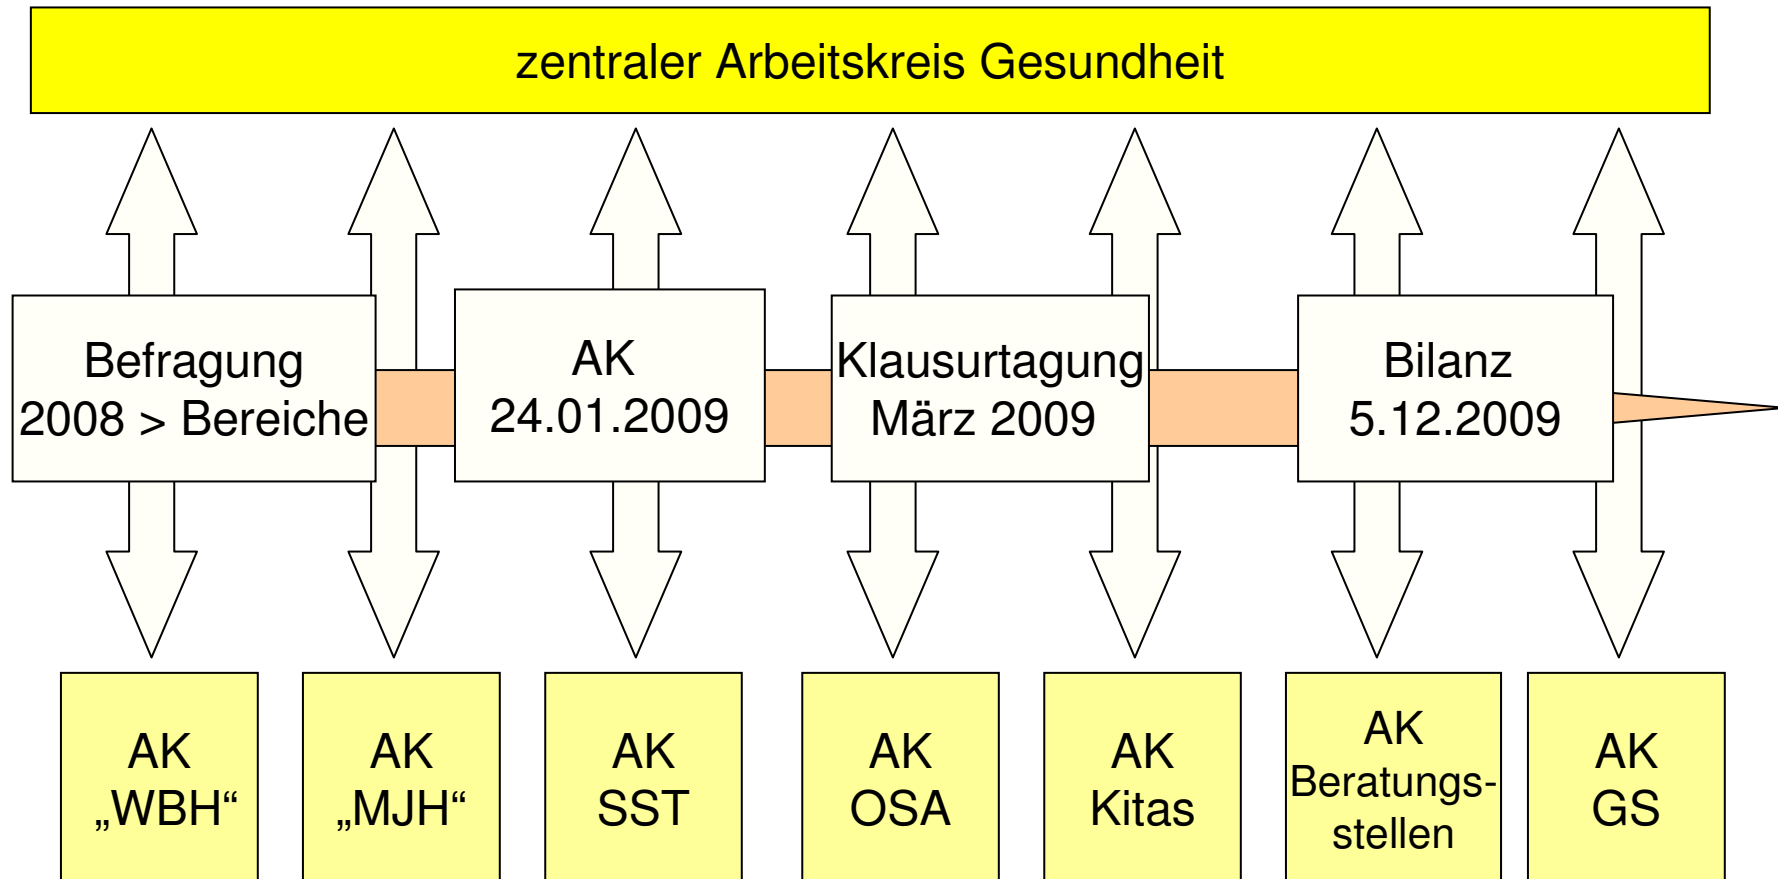 zentraler Arbeitskreis Gesundheit
Befragung
2008 > Bereiche
AK
24.01.2009
Klausurtagung
März 2009
Bilanz
5.12.2009
AK
„WBH“
AK
„MJH“
AK
SST
AK
OSA
AK
Kitas
AK
Beratungs-
stellen
AK
GS